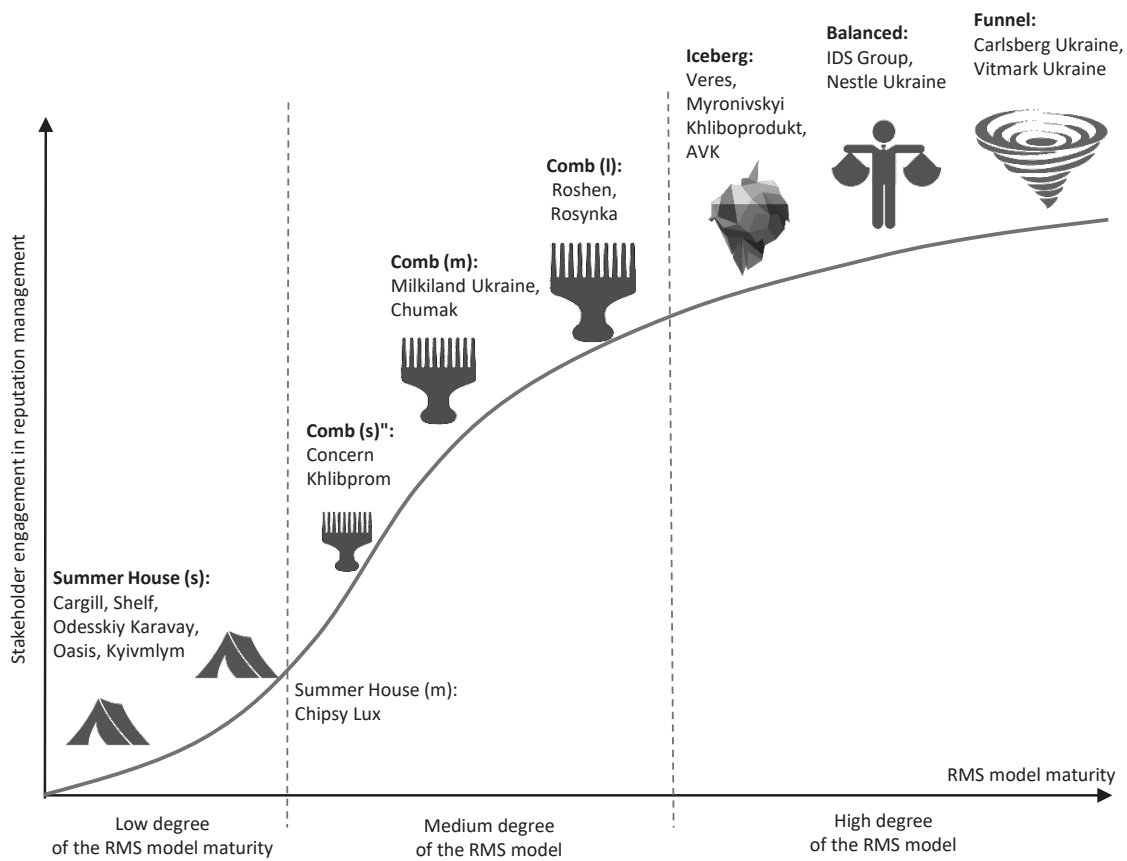 Funnel:
Carlsberg Ukraine,
Vitmark Ukraine
Balanced:
IDS Group,
Nestle Ukraine
Iceberg:
Veres,
Myronivskyi
Khliboprodukt,
AVK
Comb (l):
Roshen,
Rosynka
Comb (m):
Milkiland Ukraine,
Chumak
Comb (s)":
Concern
Khlibprom
Summer House (s):
Cargill, Shelf,
Odesskiy Karavay,
Oasis, Kyivmlym
Summer House (m):
Chipsy Lux
Stakeholder engagement in reputation management
RMS model maturity
Low degree
of the RMS model maturity
Medium degree
of the RMS model
High degree
of the RMS model